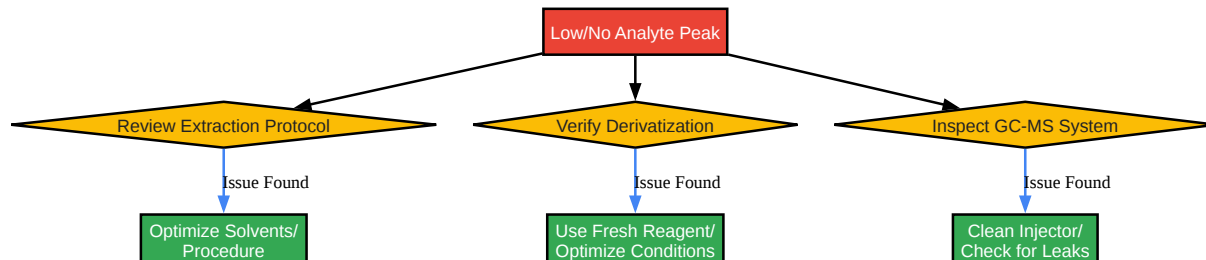 Low/No Analyte Peak
Review Extraction Protocol
Verify Derivatization
Inspect GC-MS System
Issue Found
Issue Found
Issue Found
Optimize Solvents/
Procedure
Use Fresh Reagent/
Optimize Conditions
Clean Injector/
Check for Leaks